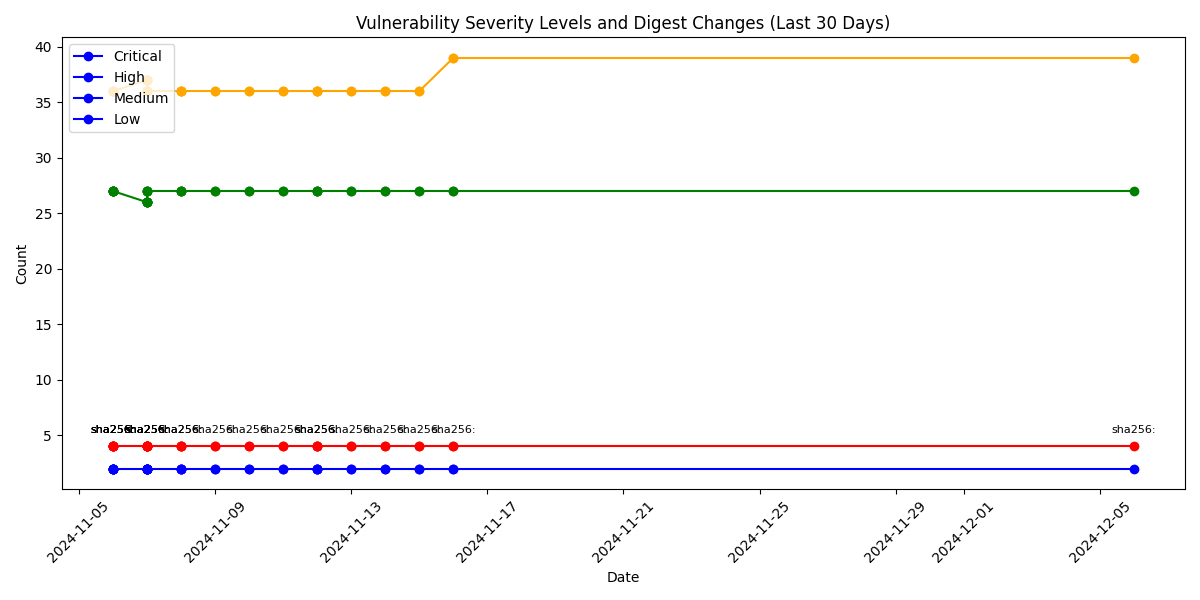 Vulnerability Severity Levels and Digest Changes (Last 30 Days)
Critical
High
Medium
Low
40
35
30
25
20
15
10
5
Count
sha256: sha256: sha256: sha256: sha256: sha256: sha256: sha256: sha256: sha256: sha256: sha256:
2024-11-05 2024-11-09 2024-11-13 2024-11-17 2024-11-21 2024-11-25 2024-11-29 2024-12-01 2024-12-05
Date